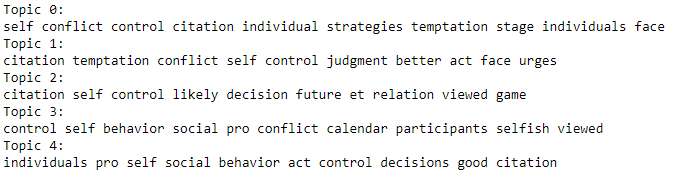 Topic 0:
self conflict control citation individual strategies temptation stage individuals face
Topic 1:
citation temptation conflict self control judgment better act face urges
Topic 2:
citation self control likely decision future et relation viewed game
Topic 3:
control self behavior social pro conflict calendar participants selfish viewed
Topic 4:
individuals pro self social behavior act control decisions good citation